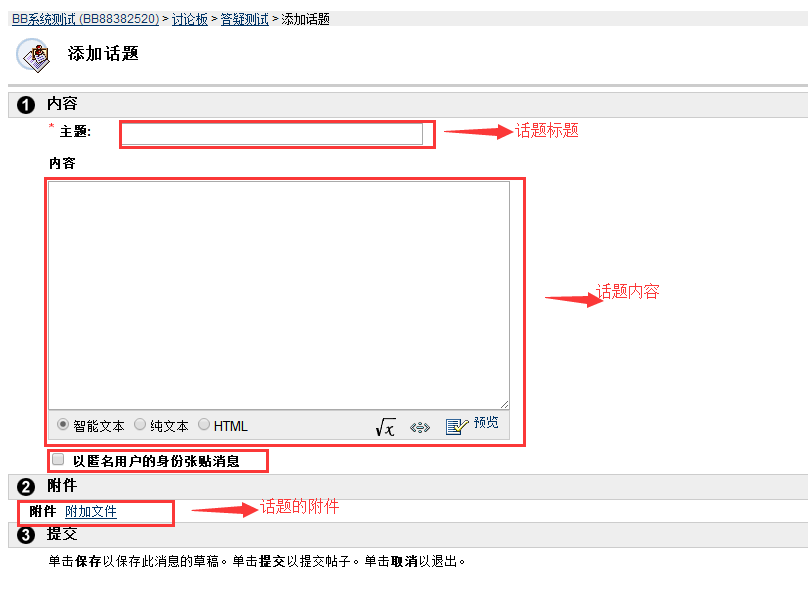 BB系统测试 (BB88382520) > 讨论板 > 答疑测试 > 添加话题
添加话题
1 内容
* 主题:
话题标题
内容
话题内容
智能文本 纯文本 HTML √x 预览
以匿名用户的身份张贴消息
2 附件
附件 附加文件
话题的附件
3 提交
单击保存以保存此消息的草稿。单击提交以提交帖子。单击取消以退出。